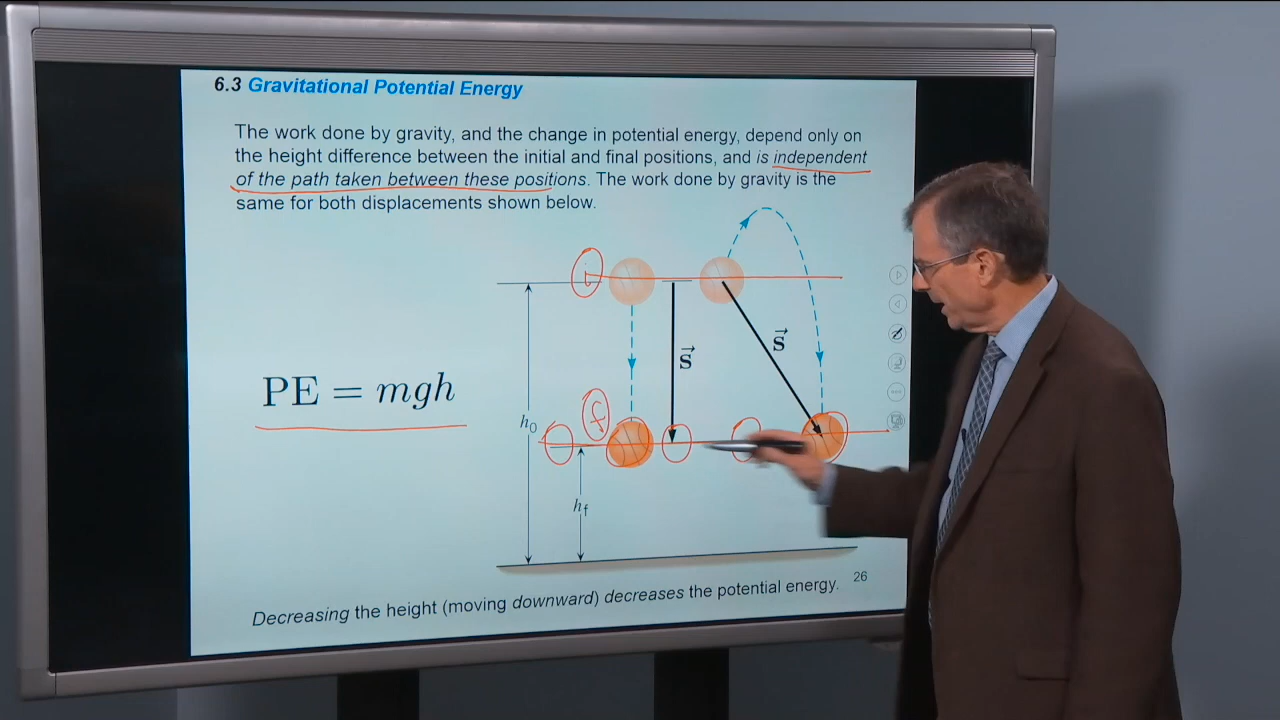 6.3 Gravitational Potential Energy
The work done by gravity, and the change in potential energy, depend only on
the height difference between the initial and final positions, and is independent
of the path taken between these positions. The work done by gravity is the
same for both displacements shown below.
i
s⃗
s⃗
PE = mgh
f
h₀
h_f
26
Decreasing the height (moving downward) decreases the potential energy.